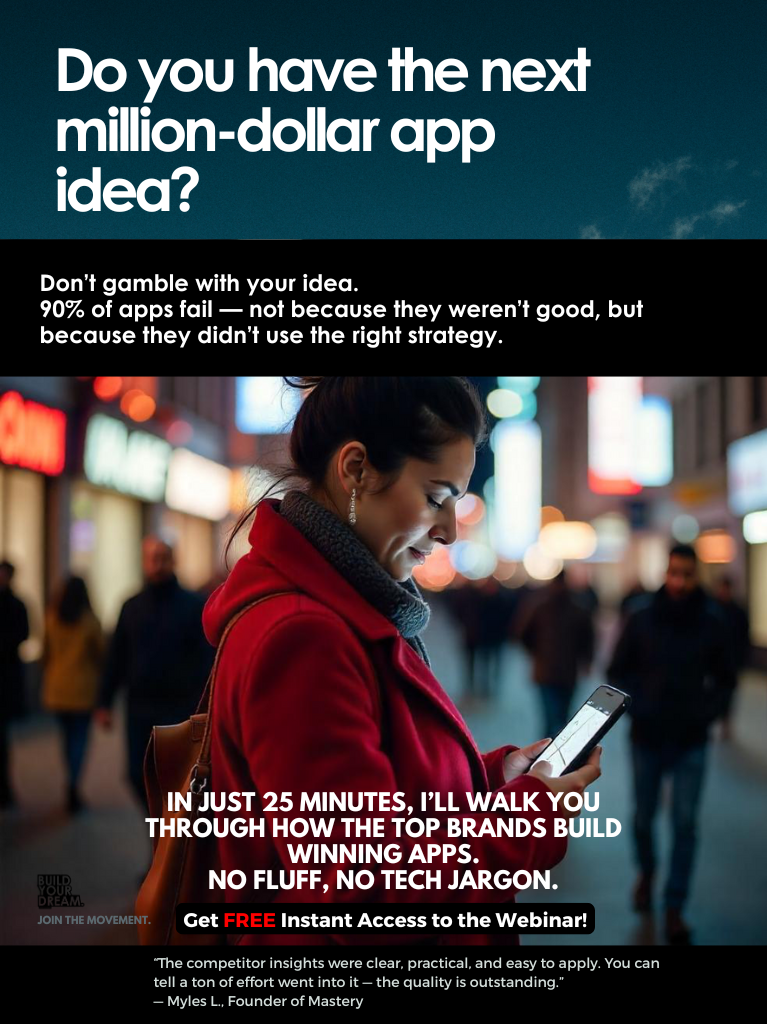 Do you have the next
million-dollar app
idea?
Don’t gamble with your idea.
90% of apps fail — not because they weren’t good, but
because they didn’t use the right strategy.
IN JUST 25 MINUTES, I’LL WALK YOU
THROUGH HOW THE TOP BRANDS BUILD
WINNING APPS.
NO FLUFF, NO TECH JARGON.
BUILD
YOUR
DREAM.
JOIN THE MOVEMENT.
Get FREE Instant Access to the Webinar!
“The competitor insights were clear, practical, and easy to apply. You can
tell a ton of effort went into it — the quality is outstanding.”
— Myles L., Founder of Mastery